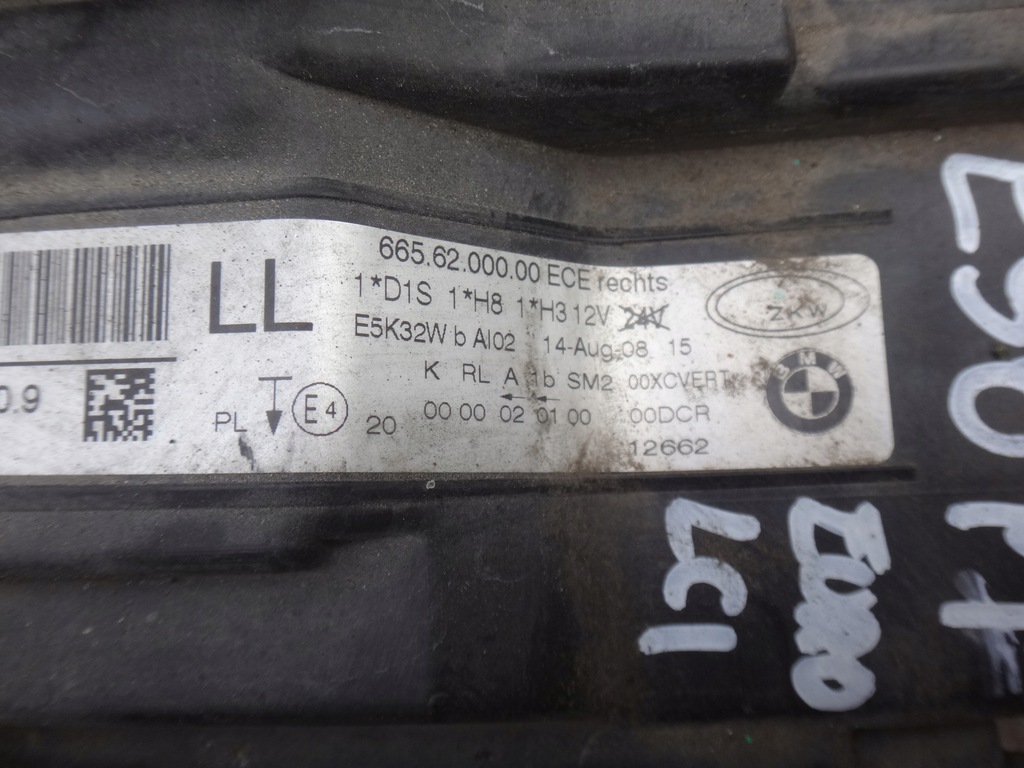 LL
665.62.000.00 ECE rechts
1*D1S 1*H8 1*H3 12V 24V
E5K32W b AI02 14-Aug-08 15
K RL A 1b SM2 00XCVERT
0.9
PL E4 20 00 00 02 01 00 00DCR
12662
ZKW
BMW
E90
Euro
LC1